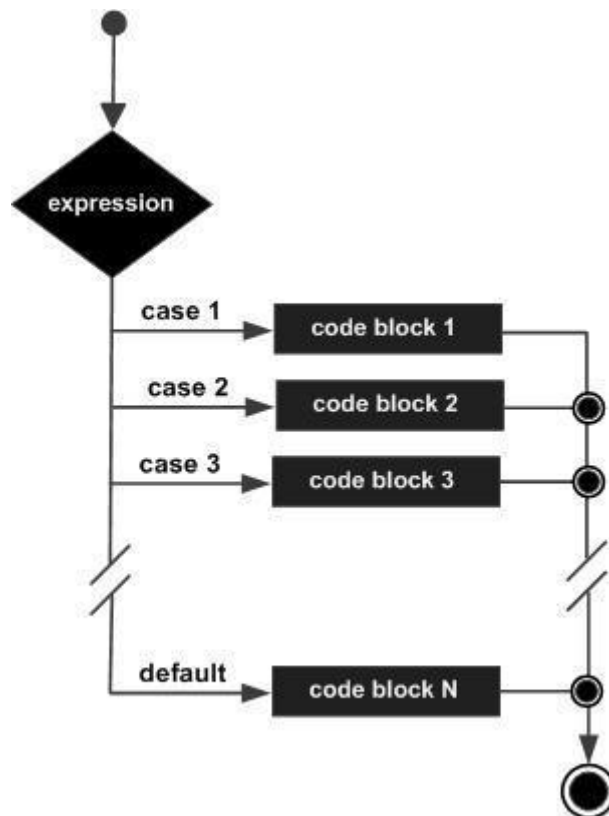 expression
case 1
code block 1
case 2
code block 2
case 3
code block 3
default
code block N